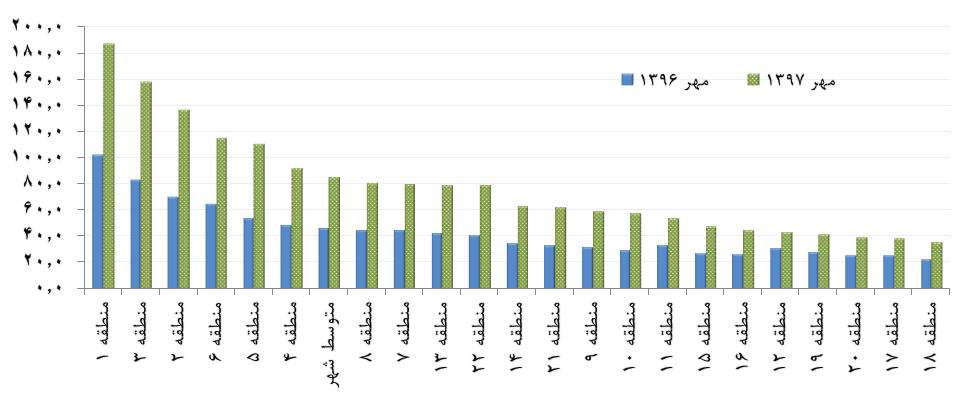 ۲۰۰,۰
۱۸۰,۰
۱۶۰,۰
۱۴۰,۰
۱۲۰,۰
۱۰۰,۰
۸۰,۰
۶۰,۰
۴۰,۰
۲۰,۰
۰,۰
مهر ۱۳۹۶
مهر ۱۳۹۷
منطقه ۱
منطقه ۳
منطقه ۲
منطقه ۶
منطقه ۵
منطقه ۴
متوسط شهر
منطقه ۸
منطقه ۷
منطقه ۱۳
منطقه ۲۲
منطقه ۱۴
منطقه ۲۱
منطقه ۹
منطقه ۱۰
منطقه ۱۱
منطقه ۱۵
منطقه ۱۶
منطقه ۱۲
منطقه ۱۹
منطقه ۲۰
منطقه ۱۷
منطقه ۱۸